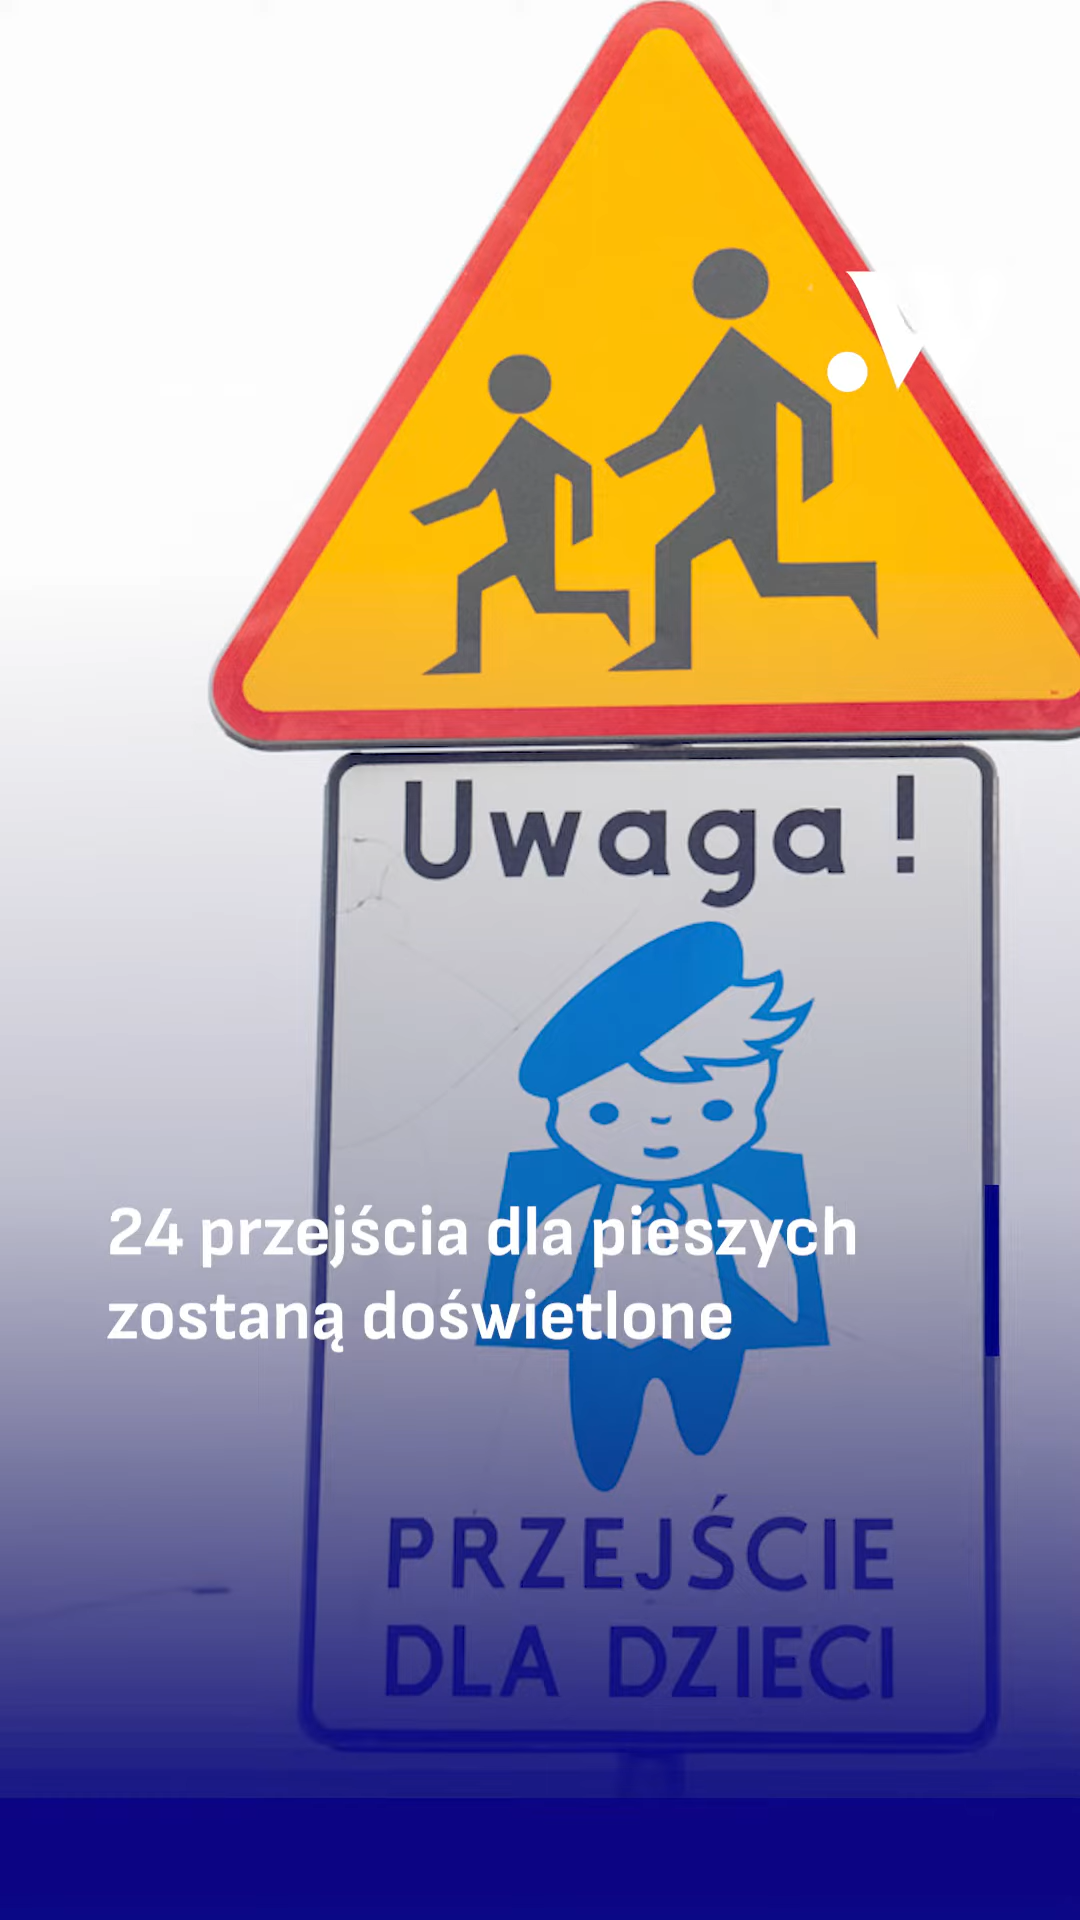 .W
Uwaga !
24 przejścia dla pieszych
zostaną doświetlone
PRZEJŚCIE
DLA DZIECI